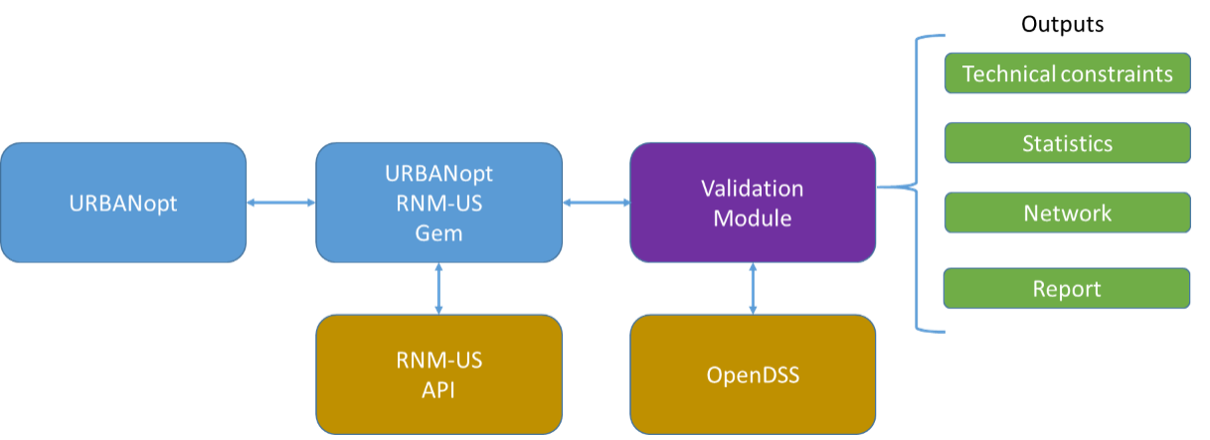 Outputs
Technical constraints
Statistics
Network
Report
URBANopt
URBANopt
RNM-US
Gem
Validation
Module
RNM-US
API
OpenDSS